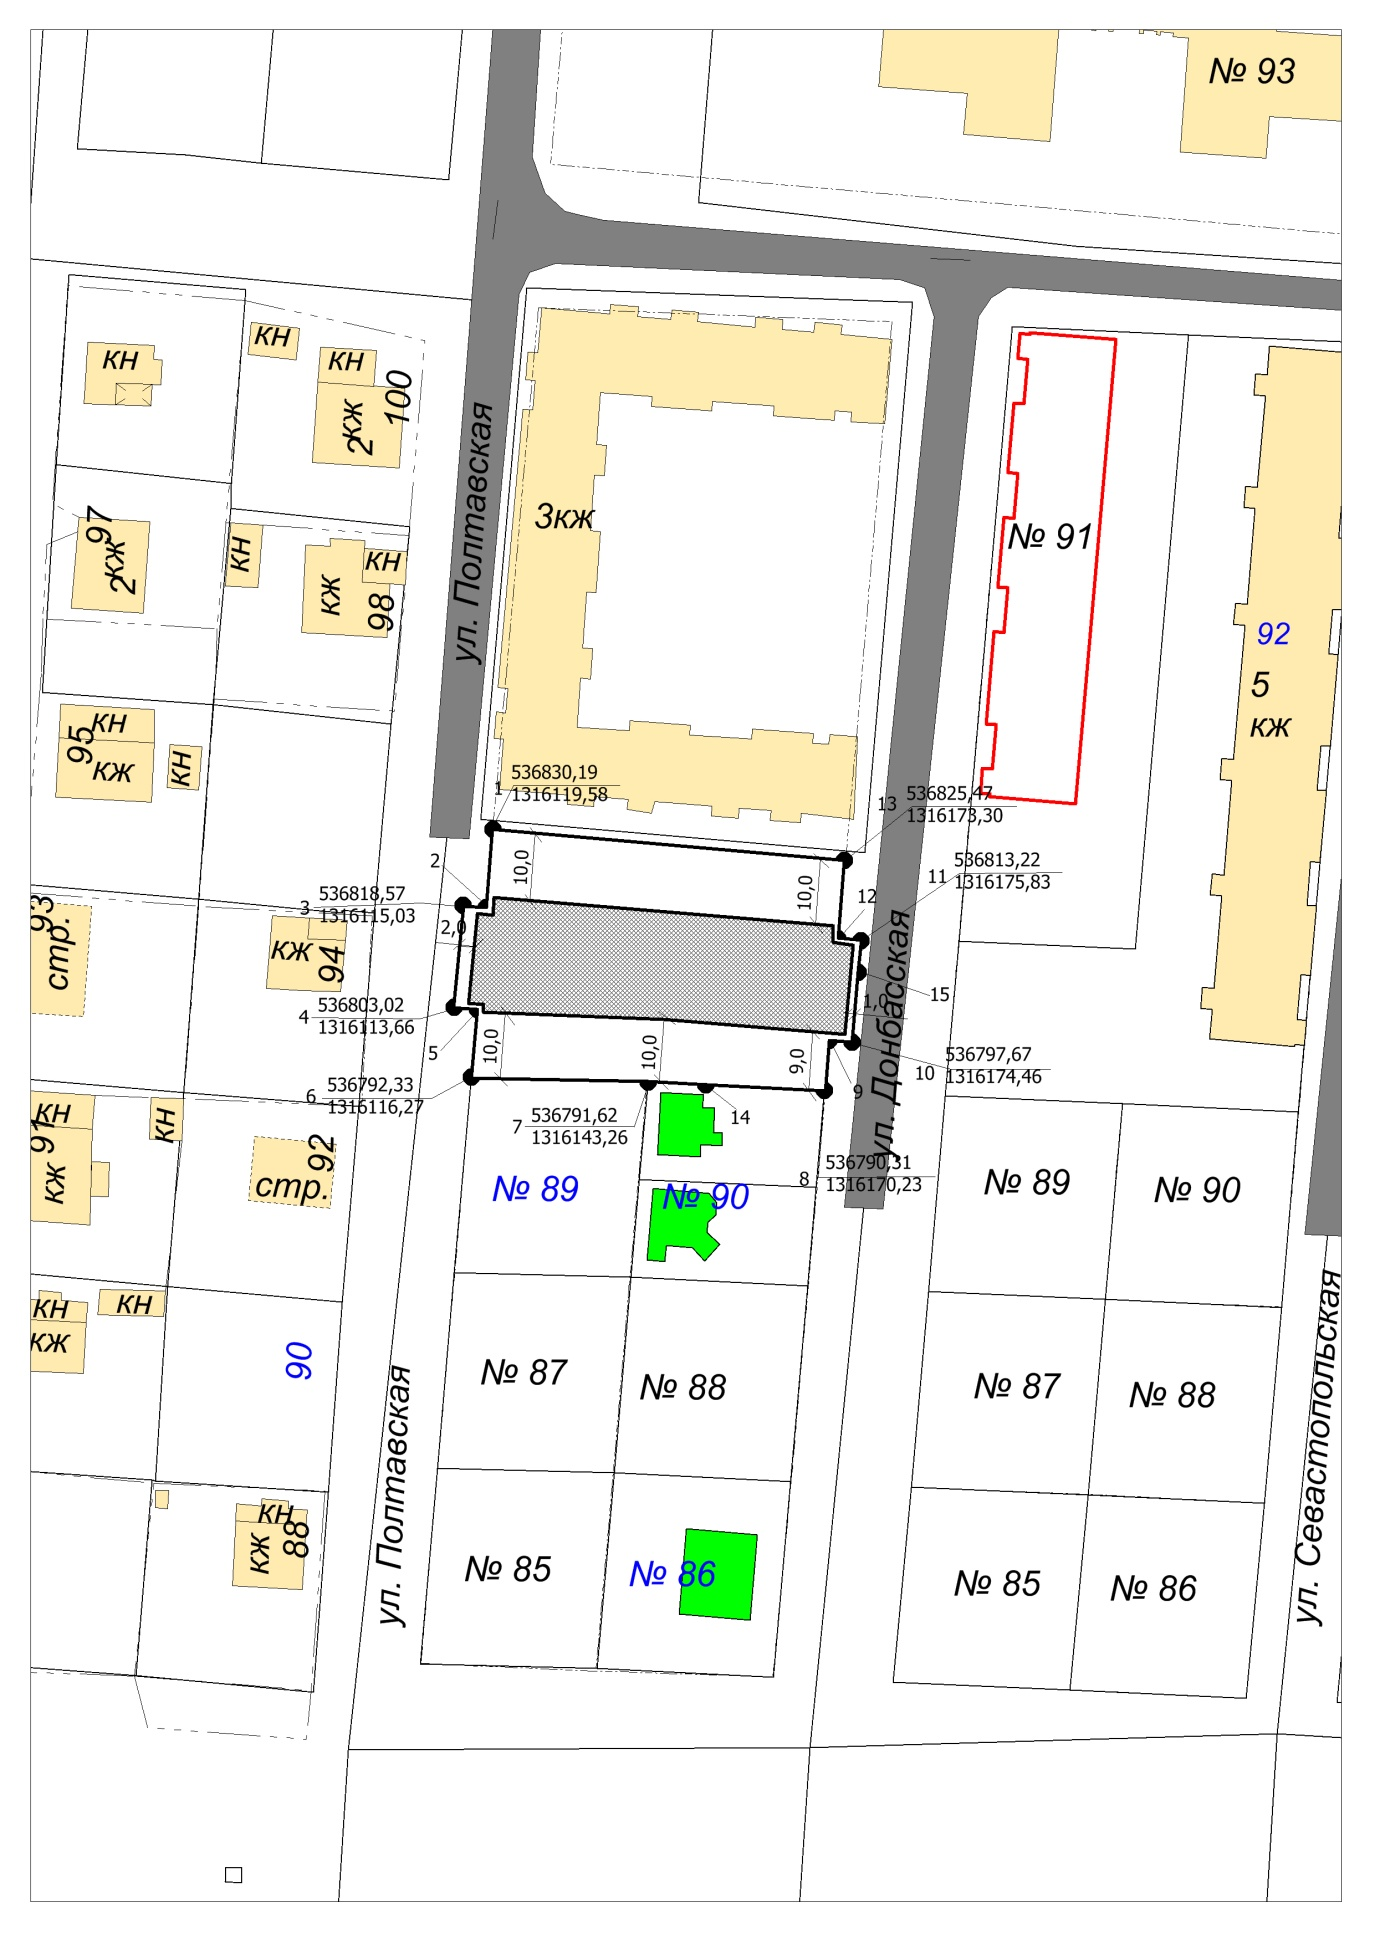 № 93
кн
кн
кн
кж
2
100
ул. Полтавская
3кж
№ 91
97
кж
2
кн
кж
кн
98
92
5
кж
95
кн
кж
кн
536830,19
1
1316119,58
13
536825,47
1316173,30
2
10,0
10,0
12
11
536813,22
1316175,83
3
536818,57
1316115,03
2,0
93
стр.
кж
94
ул. Донбасская
15
1,0
4
536803,02
1316113,66
5
10,0
10,0
9,0
9
10
536797,67
1316174,46
6
536792,33
1316116,27
7
536791,62
1316143,26
14
8
536790,31
1316170,23
кн
91
кж
кн
92
стр.
№ 89
№ 90
№ 89
№ 90
кн
кж
кн
90
№ 87
№ 88
№ 87
№ 88
ул. Полтавская
ул. Севастопольская
кн
кж
88
№ 85
№ 86
№ 85
№ 86